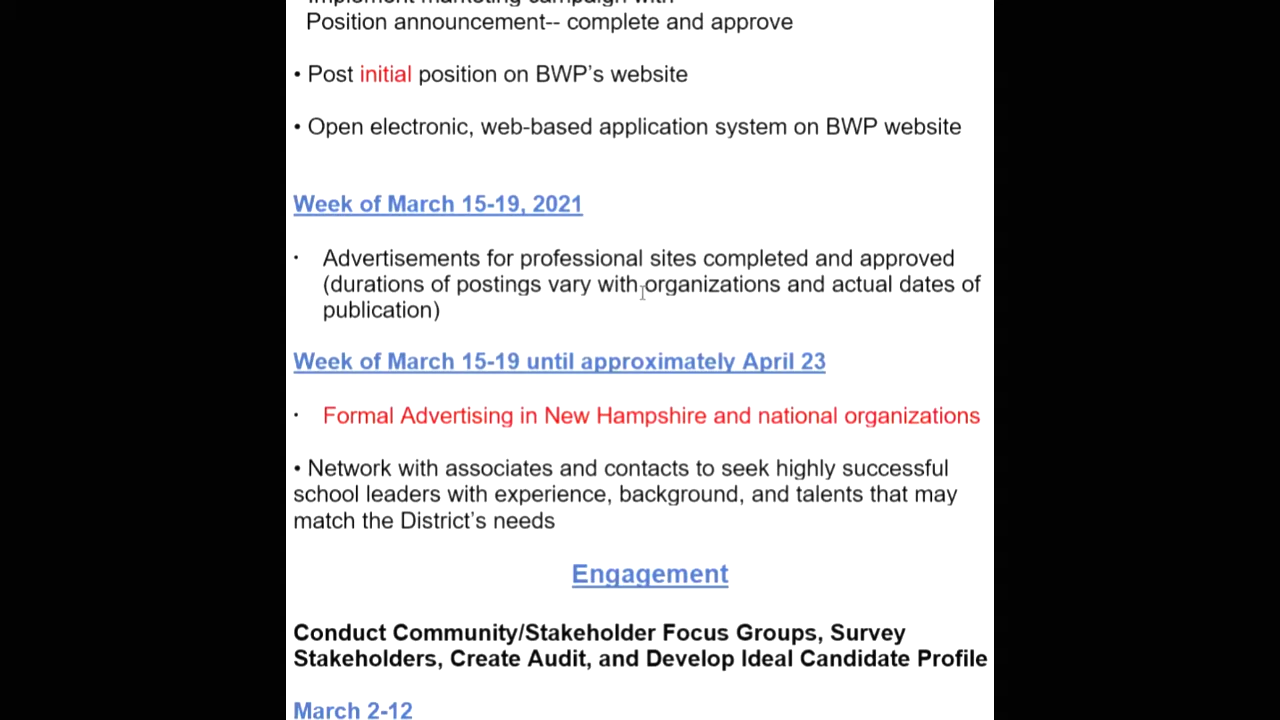 Implement marketing campaign with
Position announcement-- complete and approve
• Post initial position on BWP’s website
• Open electronic, web-based application system on BWP website
Week of March 15-19, 2021
· Advertisements for professional sites completed and approved
(durations of postings vary with organizations and actual dates of
publication)
Week of March 15-19 until approximately April 23
· Formal Advertising in New Hampshire and national organizations
• Network with associates and contacts to seek highly successful
school leaders with experience, background, and talents that may
match the District’s needs
Engagement
Conduct Community/Stakeholder Focus Groups, Survey
Stakeholders, Create Audit, and Develop Ideal Candidate Profile
March 2-12